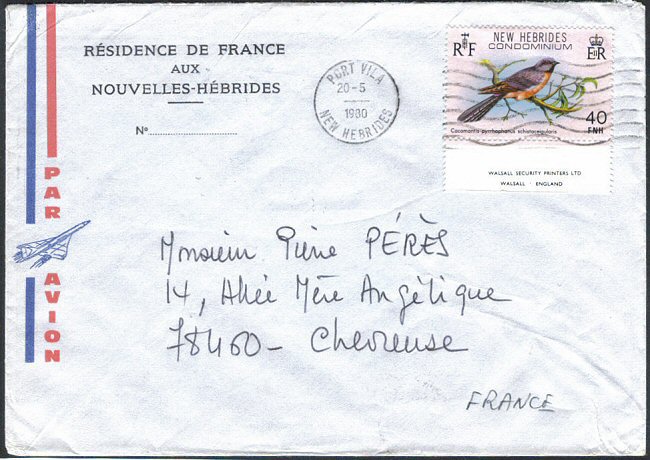 RÉSIDENCE DE FRANCE
AUX
NOUVELLES-HÉBRIDES
N°
PORT VILA
20-5
1980
NEW HEBRIDES
NEW HEBRIDES
CONDOMINIUM
RF
EIIR
Cacomantis pyrrhophanus schistaceigularis
40
FNH
WALSALL SECURITY PRINTERS LTD
WALSALL · ENGLAND
PAR AVION
Monsieur Pierre PÉRÈS
14, Allée Mère Angélique
78460- Chevreuse
FRANCE